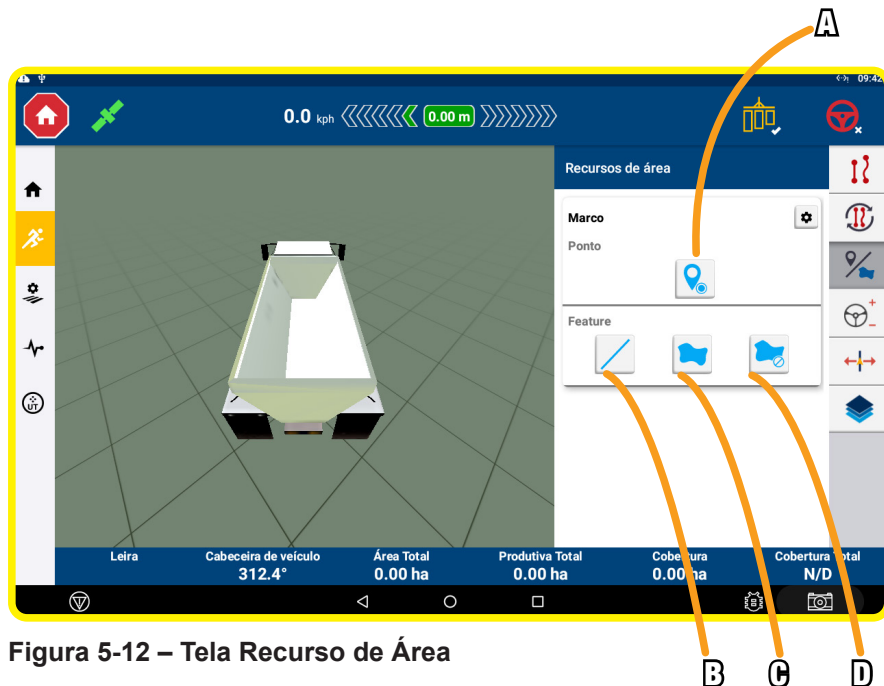 A
09:42
0.0 kph
0.00 m
Recursos de área
Marco
Ponto
Feature
UT
Leira
Cabeceira de veículo
312.4°
Área Total
0.00 ha
Produtiva Total
0.00 ha
Cobertura
0.00 ha
Cobertura Total
N/D
Figura 5-12 – Tela Recurso de Área
B
C
D